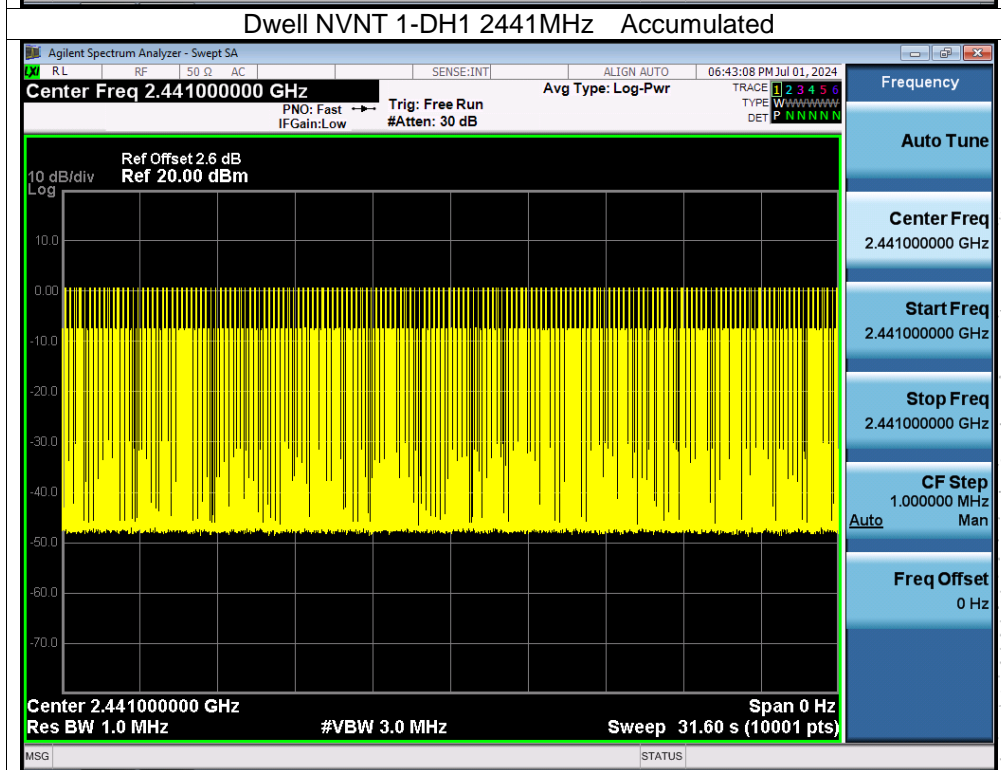 Dwell NVNT 1-DH1 2441MHz Accumulated
Agilent Spectrum Analyzer - Swept SA
LXI RL RF 50 Ω AC SENSE:INT ALIGN AUTO 06:43:08 PM Jul 01, 2024
Center Freq 2.441000000 GHz
PNO: Fast
IFGain:Low
Trig: Free Run
#Atten: 30 dB
Avg Type: Log-Pwr
TRACE 1 2 3 4 5 6
TYPE WWWWWW
DET P N N N N N
Ref Offset 2.6 dB
10 dB/div Ref 20.00 dBm
Log
10.0
0.00
-10.0
-20.0
-30.0
-40.0
-50.0
-60.0
-70.0
Center 2.441000000 GHz Span 0 Hz
Res BW 1.0 MHz #VBW 3.0 MHz Sweep 31.60 s (10001 pts)
MSG STATUS
Frequency
Auto Tune
Center Freq
2.441000000 GHz
Start Freq
2.441000000 GHz
Stop Freq
2.441000000 GHz
CF Step
1.000000 MHz
Auto Man
Freq Offset
0 Hz